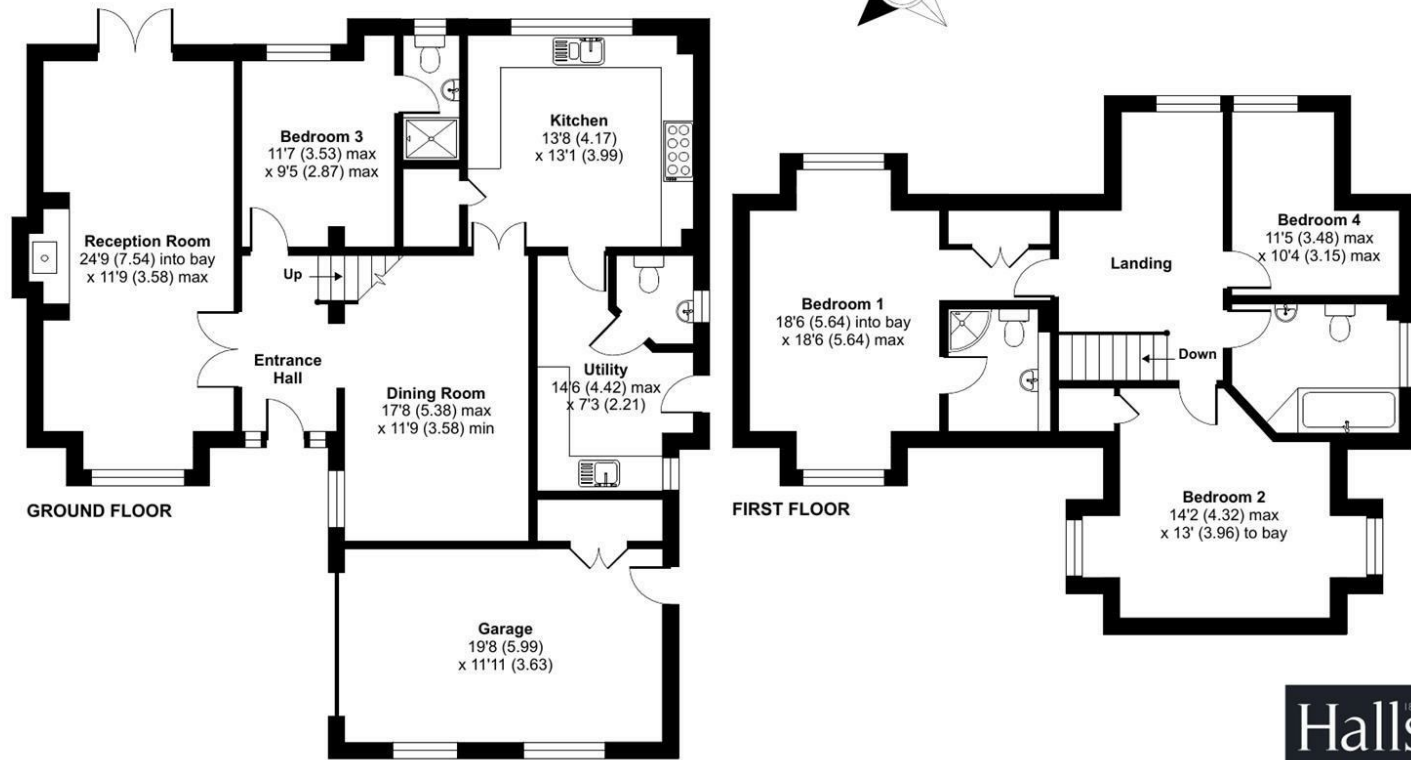 Bedroom 3
11'7 (3.53) max
x 9'5 (2.87) max
Kitchen
13'8 (4.17)
x 13'1 (3.99)
Reception Room
24'9 (7.54) into bay
x 11'9 (3.58) max
Up
Entrance
Hall
Dining Room
17'8 (5.38) max
x 11'9 (3.58) min
Utility
14'6 (4.42) max
x 7'3 (2.21)
Garage
19'8 (5.99)
x 11'11 (3.63)
GROUND FLOOR
Bedroom 1
18'6 (5.64) into bay
x 18'6 (5.64) max
Landing
Bedroom 4
11'5 (3.48) max
x 10'4 (3.15) max
Down
Bedroom 2
14'2 (4.32) max
x 13' (3.96) to bay
FIRST FLOOR
Halls